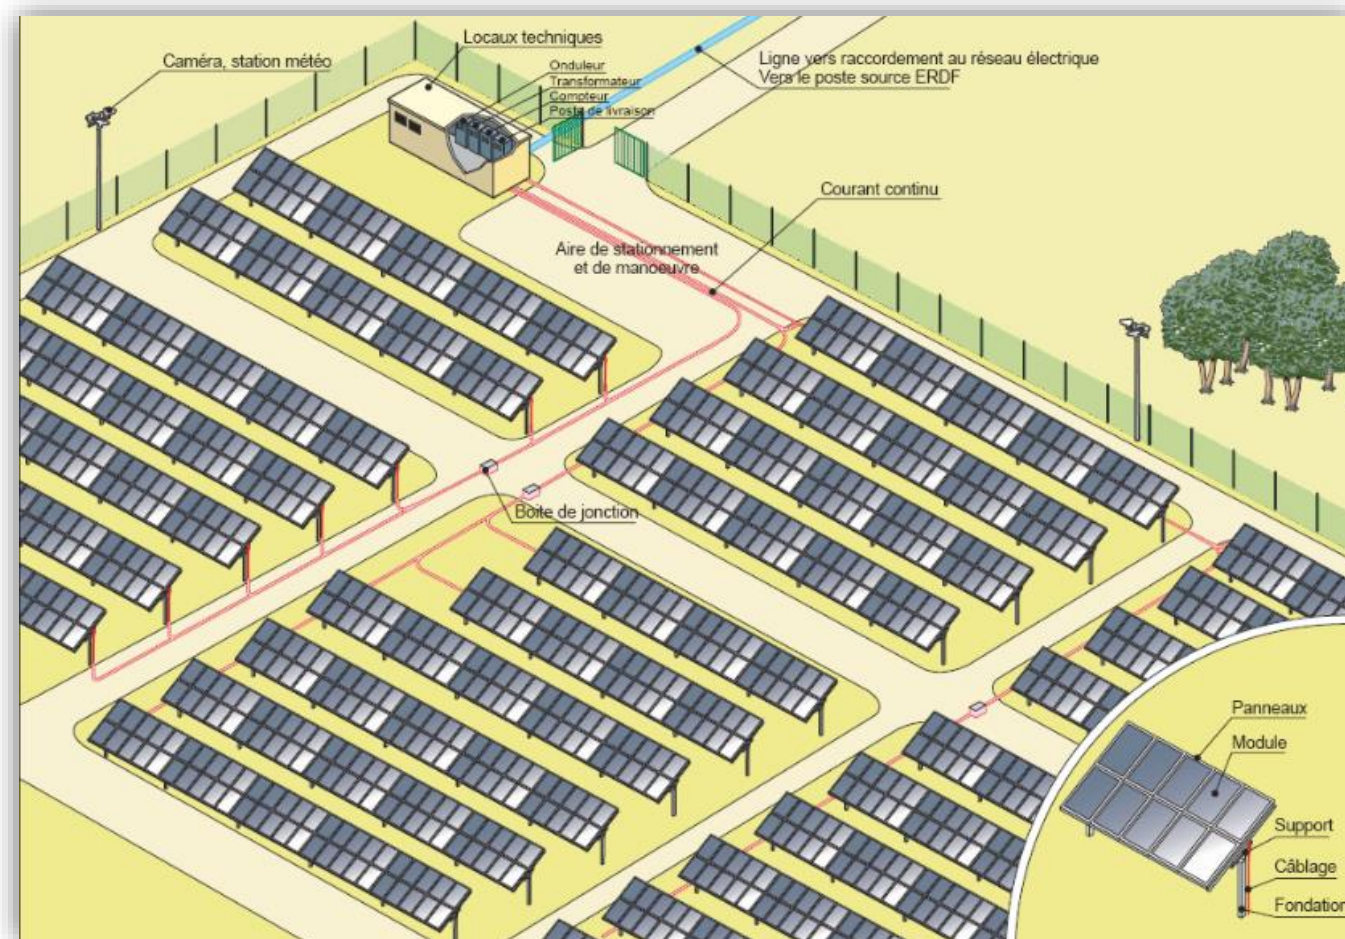 Locaux techniques
Caméra, station météo
Onduleur
Transformateur
Compteur
Poste de livraison
Ligne vers raccordement au réseau électrique
Vers le poste source ERDF
Courant continu
Aire de stationnement
et de manoeuvre
Boite de jonction
Panneaux
Module
Support
Câblage
Fondation